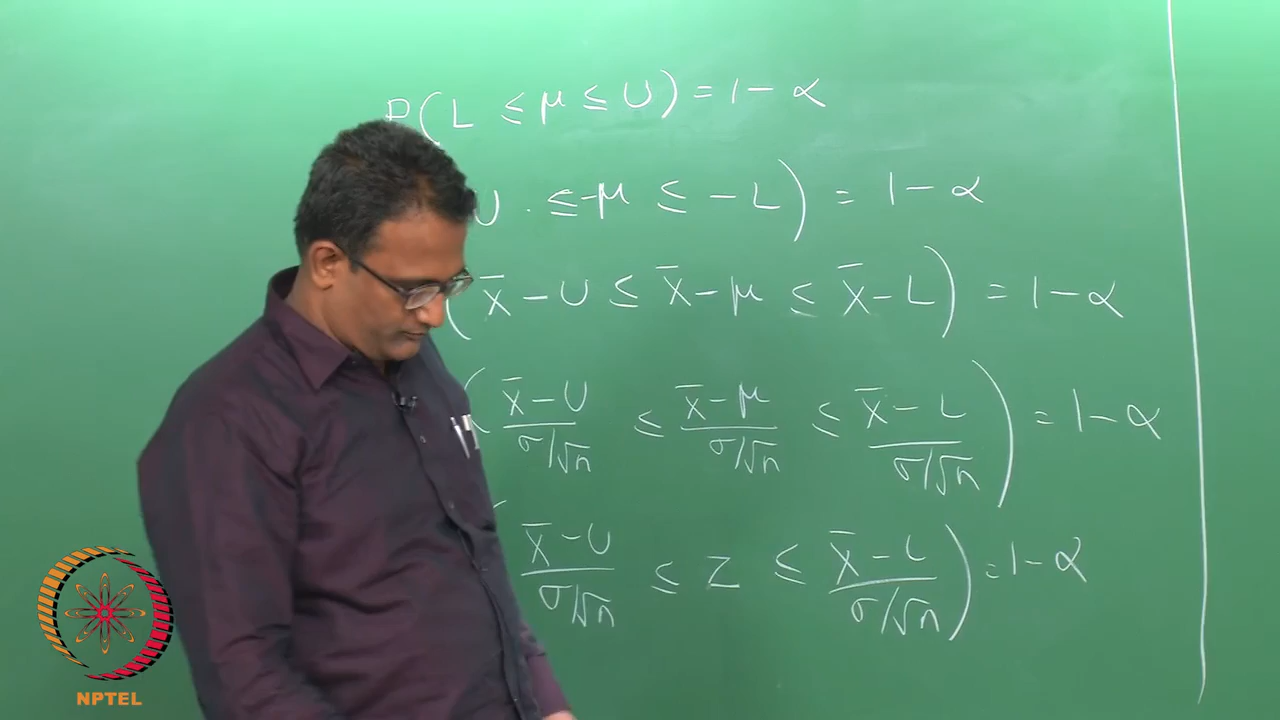 P(L ≤ μ ≤ U) = 1 - α
U ≤ -μ ≤ -L) = 1 - α
(x̄ - U ≤ x̄ - μ ≤ x̄ - L) = 1 - α
(x̄ - U / σ/√n ≤ x̄ - μ / σ/√n ≤ x̄ - L / σ/√n) = 1 - α
(x̄ - U / σ/√n ≤ Z ≤ x̄ - L / σ/√n) = 1 - α
NPTEL